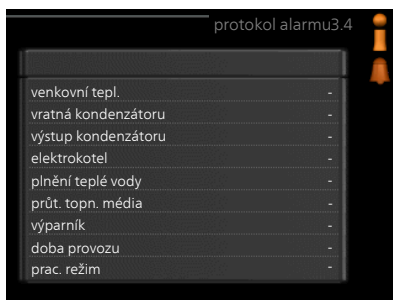 protokol alarmu3.4
venkovní tepl. -
vratná kondenzátoru -
výstup kondenzátoru -
elektrokotel -
plnění teplé vody -
průt. topn. média -
výparník -
doba provozu -
prac. režim -